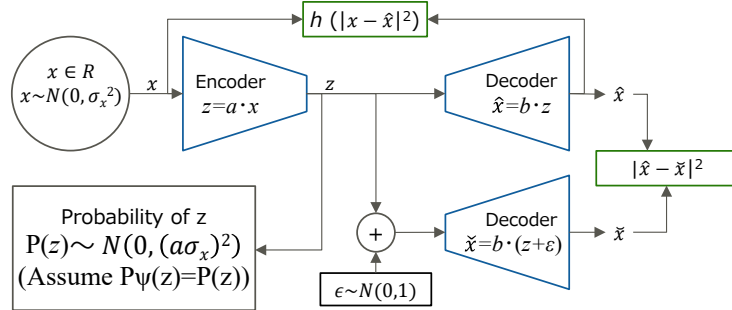 h (|x − x̂|²)
x ∈ R
x~N(0, σₓ²)
x
Encoder
z=a·x
z
Decoder
x̂=b·z
x̂
|x̂ − x̆|²
Probability of z
P(z)~ N(0, (aσₓ)²)
(Assume Pψ(z)=P(z))
+
ϵ~N(0,1)
Decoder
x̆=b·(z+ε)
x̆